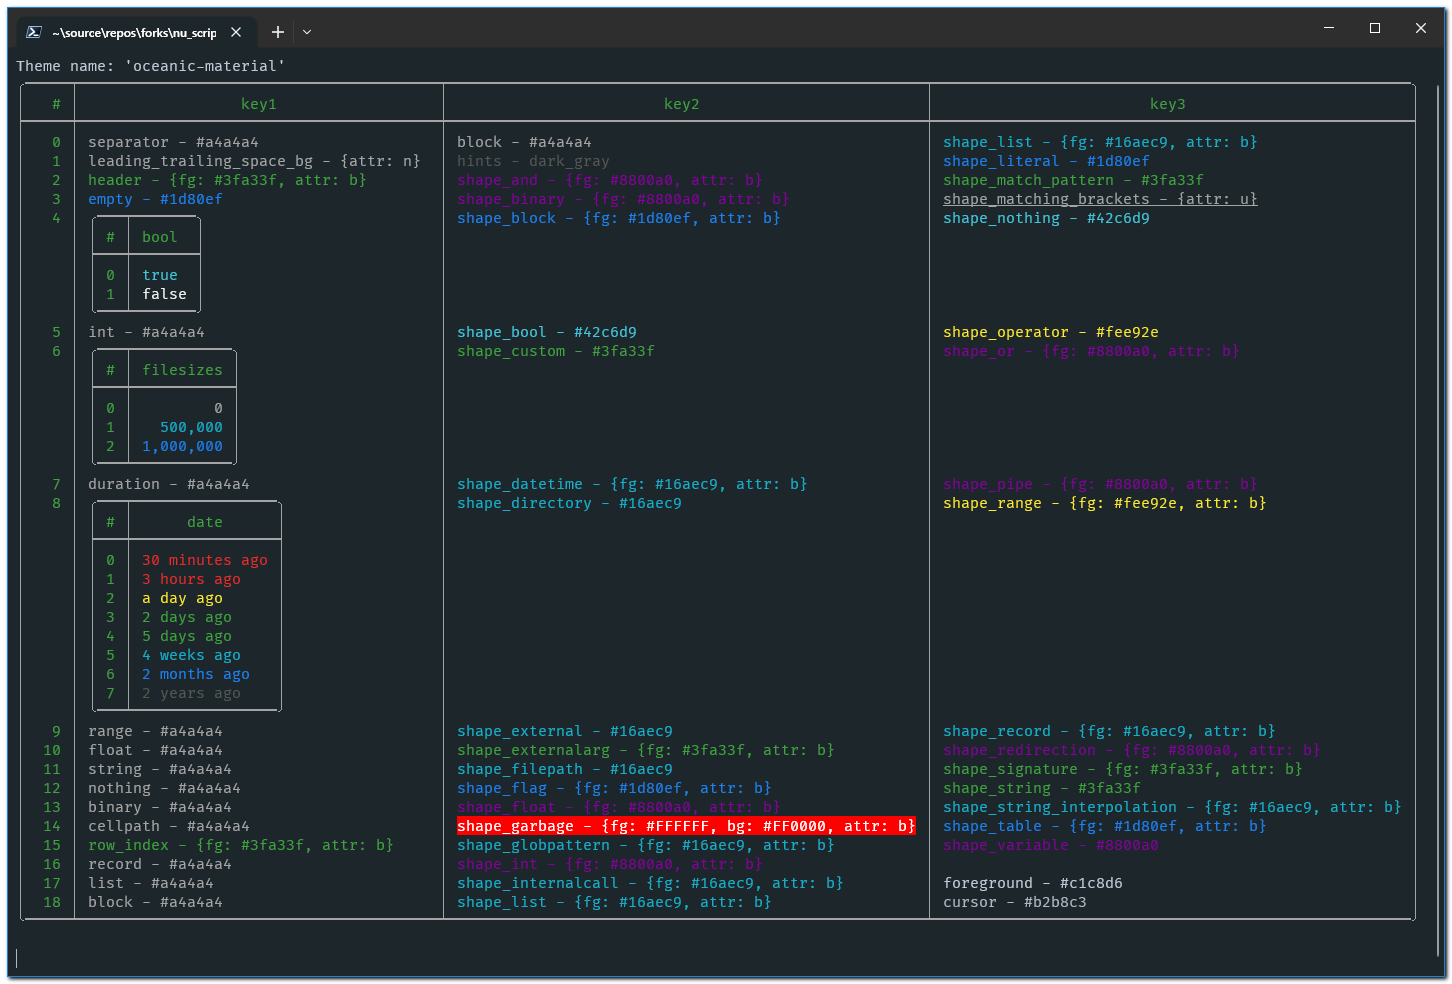 ~\source\repos\forks\nu_scrip
Theme name: 'oceanic-material'
# key1 key2 key3
0 separator - #a4a4a4 block - #a4a4a4 shape_list - {fg: #16aec9, attr: b}
1 leading_trailing_space_bg - {attr: n} hints - dark_gray shape_literal - #1d80ef
2 header - {fg: #3fa33f, attr: b} shape_and - {fg: #8800a0, attr: b} shape_match_pattern - #3fa33f
3 empty - #1d80ef shape_binary - {fg: #8800a0, attr: b} shape_matching_brackets - {attr: u}
4 shape_block - {fg: #1d80ef, attr: b} shape_nothing - #42c6d9
# bool
0 true
1 false
5 int - #a4a4a4 shape_bool - #42c6d9 shape_operator - #fee92e
6 shape_custom - #3fa33f shape_or - {fg: #8800a0, attr: b}
# filesizes
0 0
1 500,000
2 1,000,000
7 duration - #a4a4a4 shape_datetime - {fg: #16aec9, attr: b} shape_pipe - {fg: #8800a0, attr: b}
8 shape_directory - #16aec9 shape_range - {fg: #fee92e, attr: b}
# date
0 30 minutes ago
1 3 hours ago
2 a day ago
3 2 days ago
4 5 days ago
5 4 weeks ago
6 2 months ago
7 2 years ago
9 range - #a4a4a4 shape_external - #16aec9 shape_record - {fg: #16aec9, attr: b}
10 float - #a4a4a4 shape_externalarg - {fg: #3fa33f, attr: b} shape_redirection - {fg: #8800a0, attr: b}
11 string - #a4a4a4 shape_filepath - #16aec9 shape_signature - {fg: #3fa33f, attr: b}
12 nothing - #a4a4a4 shape_flag - {fg: #1d80ef, attr: b} shape_string - #3fa33f
13 binary - #a4a4a4 shape_float - {fg: #8800a0, attr: b} shape_string_interpolation - {fg: #16aec9, attr: b}
14 cellpath - #a4a4a4 shape_garbage - {fg: #FFFFFF, bg: #FF0000, attr: b} shape_table - {fg: #1d80ef, attr: b}
15 row_index - {fg: #3fa33f, attr: b} shape_globpattern - {fg: #16aec9, attr: b} shape_variable - #8800a0
16 record - #a4a4a4 shape_int - {fg: #8800a0, attr: b}
17 list - #a4a4a4 shape_internalcall - {fg: #16aec9, attr: b} foreground - #c1c8d6
18 block - #a4a4a4 shape_list - {fg: #16aec9, attr: b} cursor - #b2b8c3